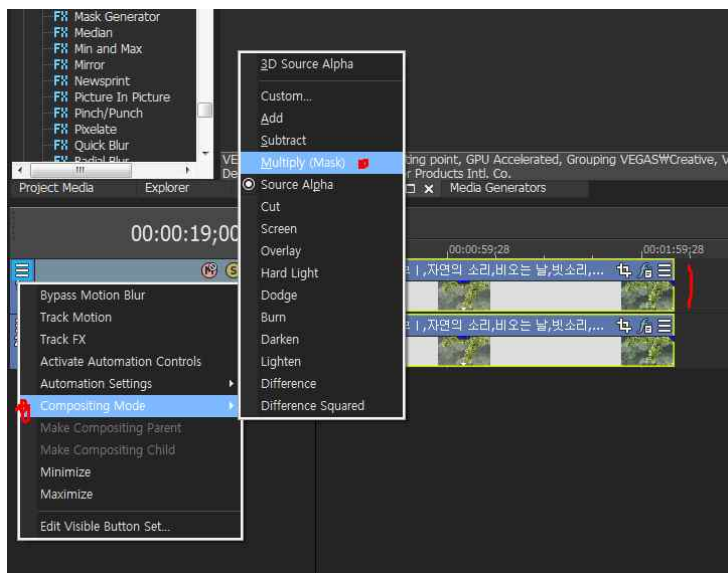 Mask Generator
Median
Min and Max
Mirror
Newsprint
Picture In Picture
Pinch/Punch
Pixelate
Quick Blur
Radial Blur
Project Media
Explorer
Media Generators
ting point, GPU Accelerated, Grouping VEGAS₩Creative, V
r Products Intl. Co.
00:00:19;00
00:00:59;28
00:01:59;28
,자연의 소리,비오는 날,빗소리,...
,자연의 소리,비오는 날,빗소리,...
Bypass Motion Blur
Track Motion
Track FX
Activate Automation Controls
Automation Settings
Compositing Mode
Make Compositing Parent
Make Compositing Child
Minimize
Maximize
Edit Visible Button Set...
3D Source Alpha
Custom...
Add
Subtract
Multiply (Mask)
Source Alpha
Cut
Screen
Overlay
Hard Light
Dodge
Burn
Darken
Lighten
Difference
Difference Squared